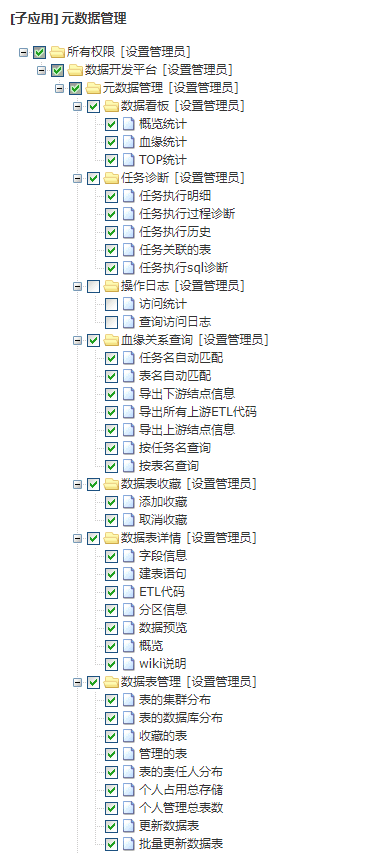 [子应用] 元数据管理
所有权限 [设置管理员]
数据开发平台 [设置管理员]
元数据管理 [设置管理员]
数据看板 [设置管理员]
概览统计
血缘统计
TOP统计
任务诊断 [设置管理员]
任务执行明细
任务执行过程诊断
任务执行历史
任务关联的表
任务执行sql诊断
操作日志 [设置管理员]
访问统计
查询访问日志
血缘关系查询 [设置管理员]
任务名自动匹配
表名自动匹配
导出下游结点信息
导出所有上游ETL代码
导出上游结点信息
按任务名查询
按表名查询
数据表收藏 [设置管理员]
添加收藏
取消收藏
数据表详情 [设置管理员]
字段信息
建表语句
ETL代码
分区信息
数据预览
概览
wiki说明
数据表管理 [设置管理员]
表的集群分布
表的数据库分布
收藏的表
管理的表
表的责任人分布
个人占用总存储
个人管理总表数
更新数据表
批量更新数据表